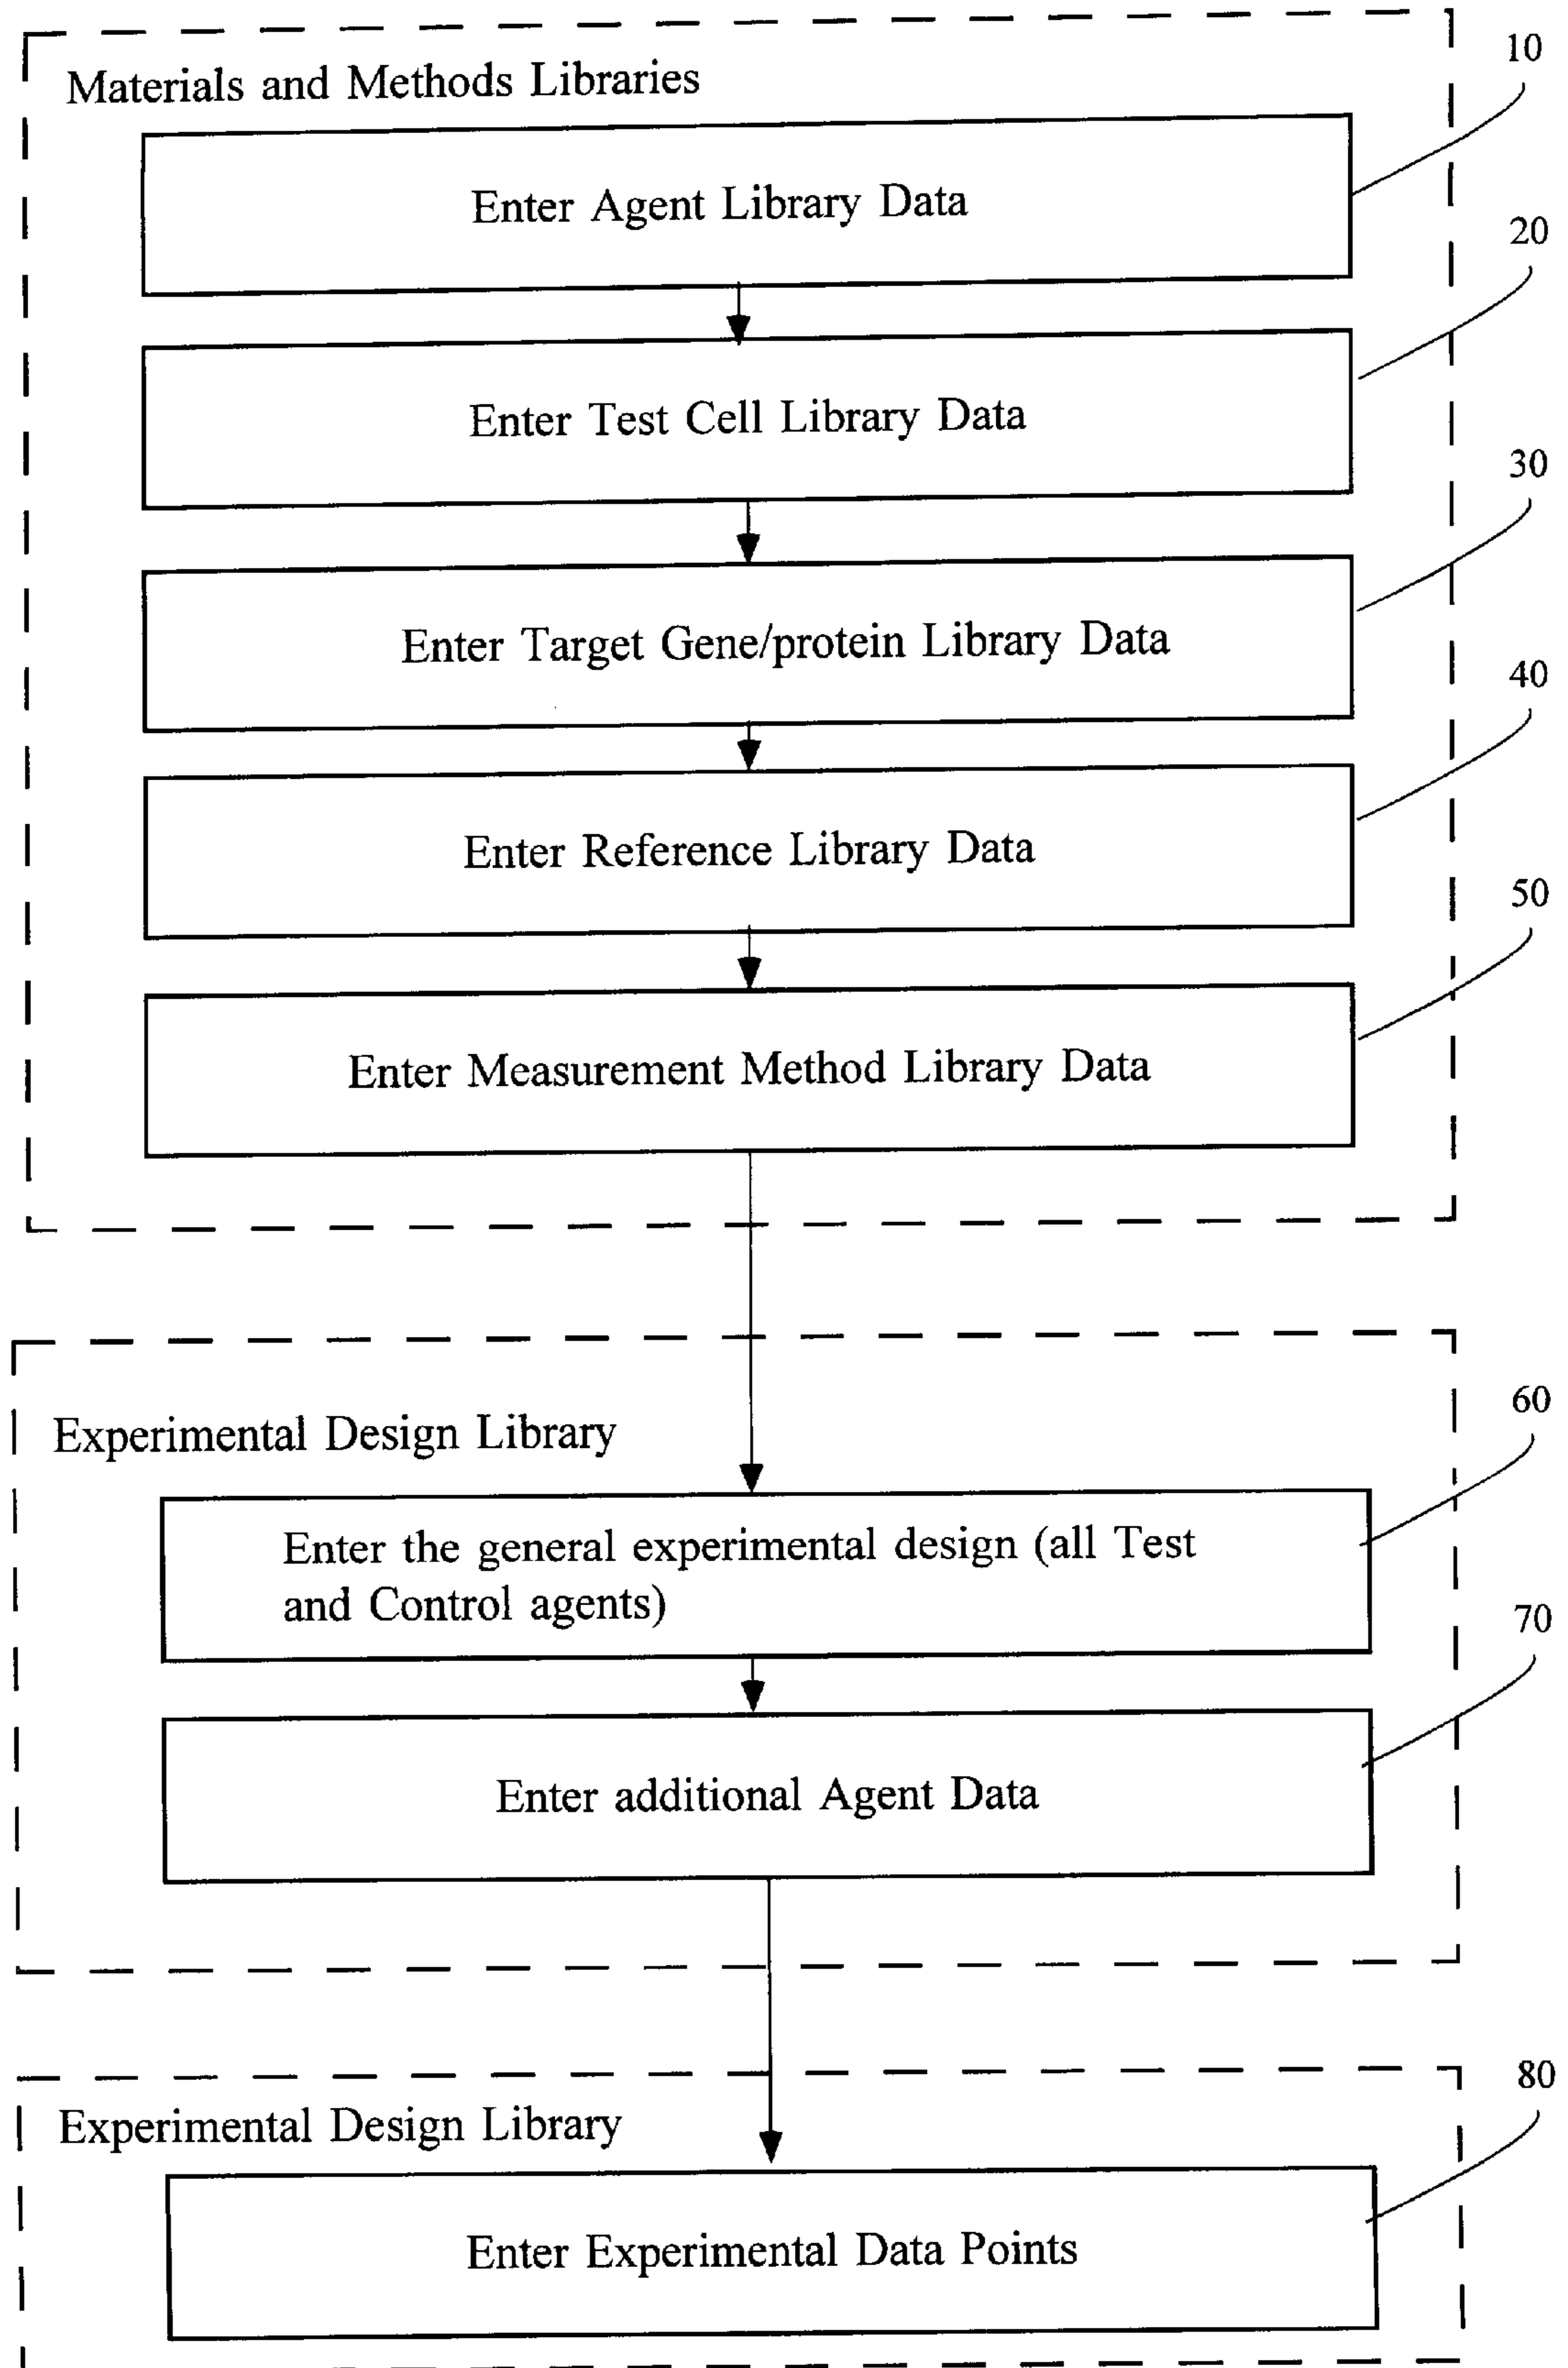 Materials and Methods Libraries
10
Enter Agent Library Data
20
Enter Test Cell Library Data
30
Enter Target Gene/protein Library Data
40
Enter Reference Library Data
50
Enter Measurement Method Library Data
Experimental Design Library
60
Enter the general experimental design (all Test
and Control agents)
70
Enter additional Agent Data
80
Experimental Design Library
Enter Experimental Data Points